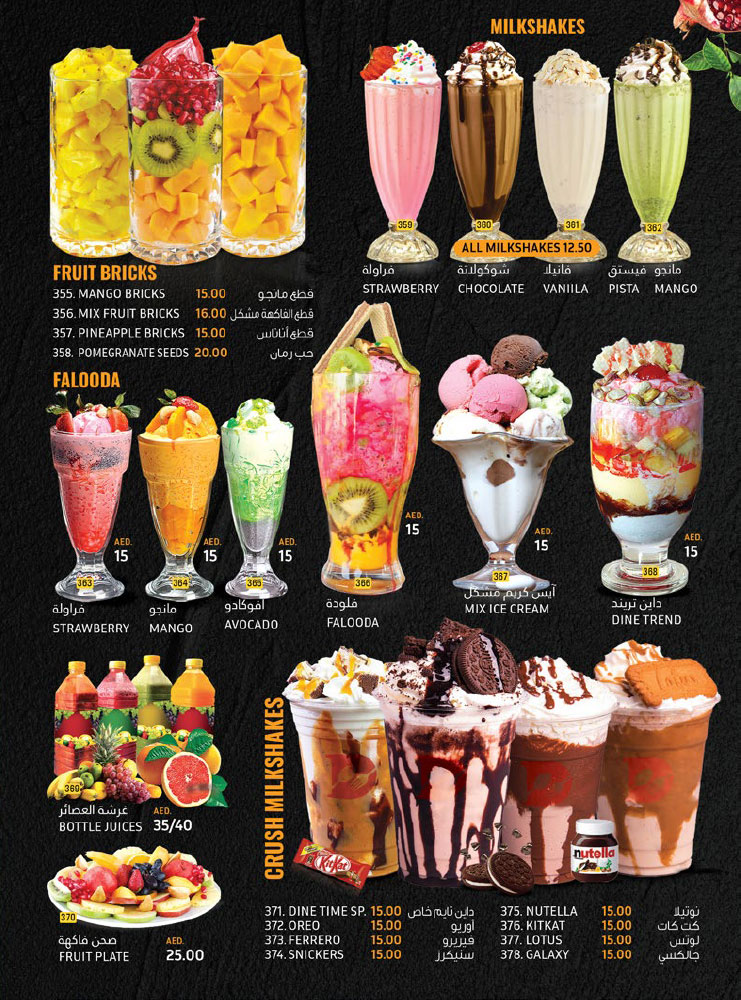 MILKSHAKES
359
360
361
362
ALL MILKSHAKES 12.50
فراولة
شوكولاتة
فانيلا
فيستق
مانجو
STRAWBERRY
CHOCOLATE
VANIILA
PISTA
MANGO
FRUIT BRICKS
355. MANGO BRICKS 15.00 قطع مانجو
356. MIX FRUIT BRICKS 16.00 قطع الفاكهة مشكل
357. PINEAPPLE BRICKS 15.00 قطع أناناس
358. POMEGRANATE SEEDS 20.00 حب رمان
FALOODA
363
AED.
15
فراولة
STRAWBERRY
364
AED.
15
مانجو
MANGO
365
AED.
15
أفوكادو
AVOCADO
366
AED.
15
فلودة
FALOODA
367
AED.
15
آيس كريم مشكل
MIX ICE CREAM
368
AED.
15
داين تريند
DINE TREND
369
عرشة العصائر
BOTTLE JUICES
AED.
35/40
370
صحن فاكهة
FRUIT PLATE
AED.
25.00
CRUSH MILKSHAKES
KitKat
nutella
371. DINE TIME SP. 15.00 داين تايم خاص
372. OREO 15.00 أوريو
373. FERRERO 15.00 فيريرو
374. SNICKERS 15.00 سنيكرز
375. NUTELLA 15.00 نوتيلا
376. KITKAT 15.00 كت كات
377. LOTUS 15.00 لوتس
378. GALAXY 15.00 جالكسي